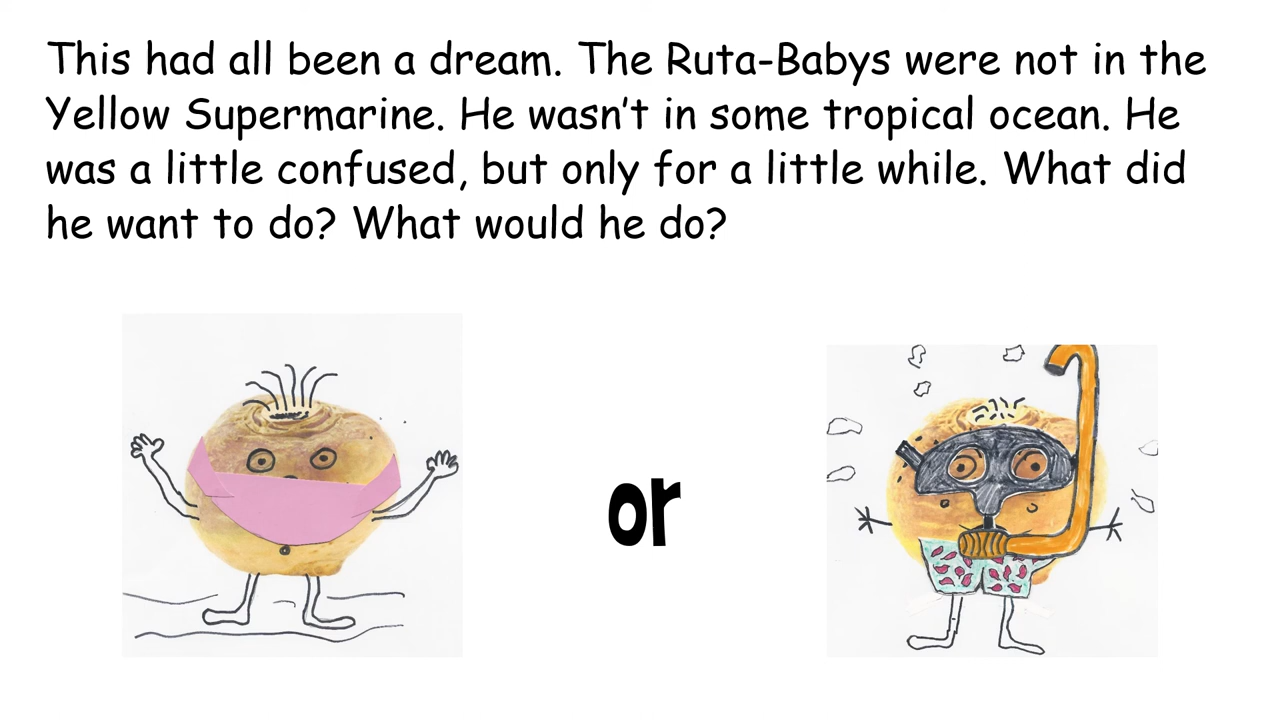 This had all been a dream. The Ruta-Babys were not in the
Yellow Supermarine. He wasn't in some tropical ocean. He
was a little confused, but only for a little while. What did
he want to do? What would he do?
or